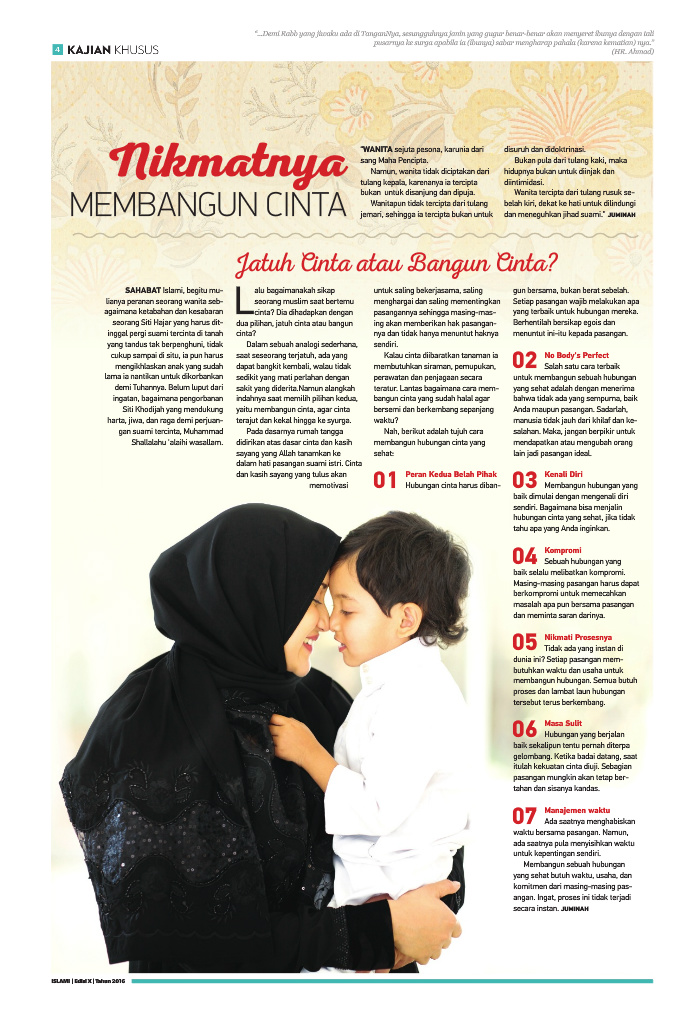 "...Demi Rabb yang jiwaku ada di TanganNya, sesungguhnya janin yang gugur benar-benar akan menyeret ibunya dengan tali
pusarnya ke surga apabila ia (ibunya) sabar mengharap pahala (karena kematian) nya."
(HR. Ahmad)
4 KAJIAN KHUSUS
Nikmatnya
MEMBANGUN CINTA
"WANITA sejuta pesona, karunia dari
sang Maha Pencipta.
Namun, wanita tidak diciptakan dari
tulang kepala, karenanya ia tercipta
bukan untuk disanjung dan dipuja.
Wanitapun tidak tercipta dari tulang
jemari, sehingga ia tercipta bukan untuk
disuruh dan didoktrinasi.
Bukan pula dari tulang kaki, maka
hidupnya bukan untuk diinjak dan
diintimidasi.
Wanita tercipta dari tulang rusuk se-
belah kiri, dekat ke hati untuk dilindungi
dan meneguhkan jihad suami." JUMINAH
Jatuh Cinta atau Bangun Cinta?
SAHABAT Islami, begitu mu-
lianya peranan seorang wanita seb-
agaimana ketabahan dan kesabaran
seorang Siti Hajar yang harus dit-
inggal pergi suami tercinta di tanah
yang tandus tak berpenghuni, tidak
cukup sampai di situ, ia pun harus
mengikhlaskan anak yang sudah
lama ia nantikan untuk dikorbankan
demi Tuhannya. Belum luput dari
ingatan, bagaimana pengorbanan
Siti Khodijah yang mendukung
harta, jiwa, dan raga demi perjuan-
gan suami tercinta, Muhammad
Shallalahu 'alaihi wasallam.
Lalu bagaimanakah sikap
seorang muslim saat bertemu
cinta? Dia dihadapkan dengan
dua pilihan, jatuh cinta atau bangun
cinta?
Dalam sebuah analogi sederhana,
saat seseorang terjatuh, ada yang
dapat bangkit kembali, walau tidak
sedikit yang mati perlahan dengan
sakit yang diderita.Namun alangkah
indahnya saat memilih pilihan kedua,
yaitu membangun cinta, agar cinta
terajut dan kekal hingga ke syurga.
Pada dasarnya rumah tangga
didirikan atas dasar cinta dan kasih
sayang yang Allah tanamkan ke
dalam hati pasangan suami istri. Cinta
dan kasih sayang yang tulus akan
memotivasi
untuk saling bekerjasama, saling
menghargai dan saling mementingkan
pasangannya sehingga masing-mas-
ing akan memberikan hak pasangan-
nya dan tidak hanya menuntut haknya
sendiri.
Kalau cinta diibaratkan tanaman ia
membutuhkan siraman, pemupukan,
perawatan dan penjagaan secara
teratur. Lantas bagaimana cara mem-
bangun cinta yang sudah halal agar
bersemi dan berkembang sepanjang
waktu?
Nah, berikut adalah tujuh cara
membangun hubungan cinta yang
sehat:
01 Peran Kedua Belah Pihak
Hubungan cinta harus diban-
gun bersama, bukan berat sebelah.
Setiap pasangan wajib melakukan apa
yang terbaik untuk hubungan mereka.
Berhentilah bersikap egois dan
menuntut ini-itu kepada pasangan.
02 No Body's Perfect
Salah satu cara terbaik
untuk membangun sebuah hubungan
yang sehat adalah dengan menerima
bahwa tidak ada yang sempurna, baik
Anda maupun pasangan. Sadarlah,
manusia tidak jauh dari khilaf dan ke-
salahan. Maka, jangan berpikir untuk
mendapatkan atau mengubah orang
lain jadi pasangan ideal.
03 Kenali Diri
Membangun hubungan yang
baik dimulai dengan mengenali diri
sendiri. Bagaimana bisa menjalin
hubungan cinta yang sehat, jika tidak
tahu apa yang Anda inginkan.
04 Kompromi
Sebuah hubungan yang
baik selalu melibatkan kompromi.
Masing-masing pasangan harus dapat
berkompromi untuk memecahkan
masalah apa pun bersama pasangan
dan meminta saran darinya.
05 Nikmati Prosesnya
Tidak ada yang instan di
dunia ini? Setiap pasangan mem-
butuhkan waktu dan usaha untuk
membangun hubungan. Semua butuh
proses dan lambat laun hubungan
tersebut terus berkembang.
06 Masa Sulit
Hubungan yang berjalan
baik sekalipun tentu pernah diterpa
gelombang. Ketika badai datang, saat
itulah kekuatan cinta diuji. Sebagian
pasangan mungkin akan tetap ber-
tahan dan sisanya kandas.
07 Manajemen waktu
Ada saatnya menghabiskan
waktu bersama pasangan. Namun,
ada saatnya pula menyisihkan waktu
untuk kepentingan sendiri.
Membangun sebuah hubungan
yang sehat butuh waktu, usaha, dan
komitmen dari masing-masing pas-
angan. Ingat, proses ini tidak terjadi
secara instan. JUMINAH
ISLAMI | Edisi X | Tahun 2016